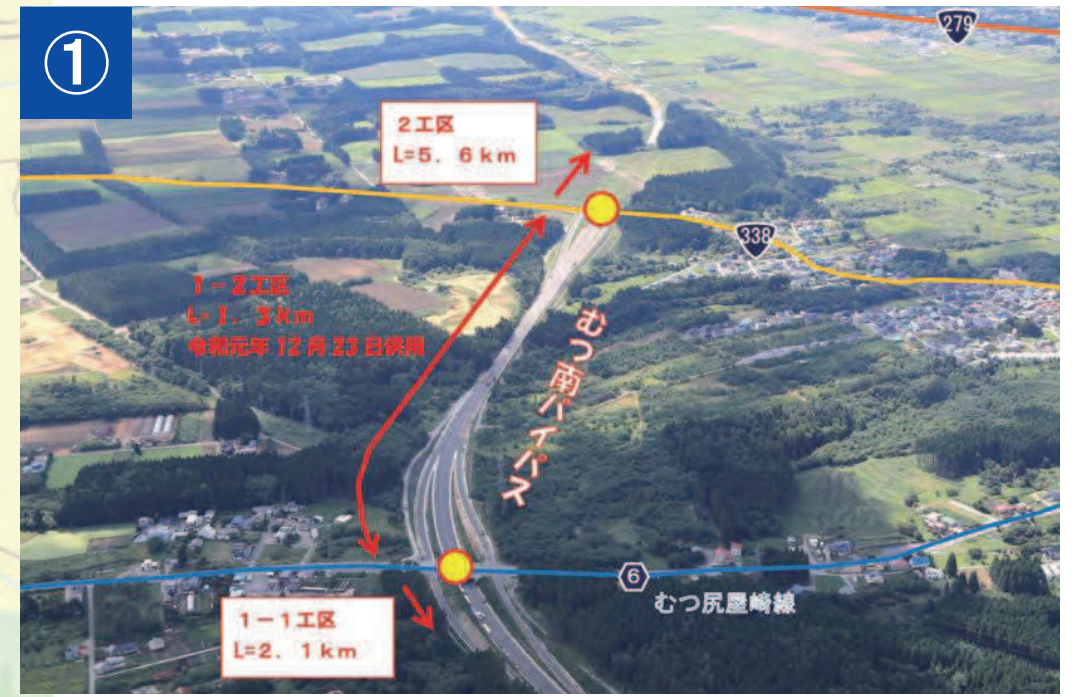 ①
279
2工区
L=5.6km
338
1-2工区
L=1.3km
令和元年12月23日供用
むつ南バイパス
6
むつ尻屋崎線
1-1工区
L=2.1km